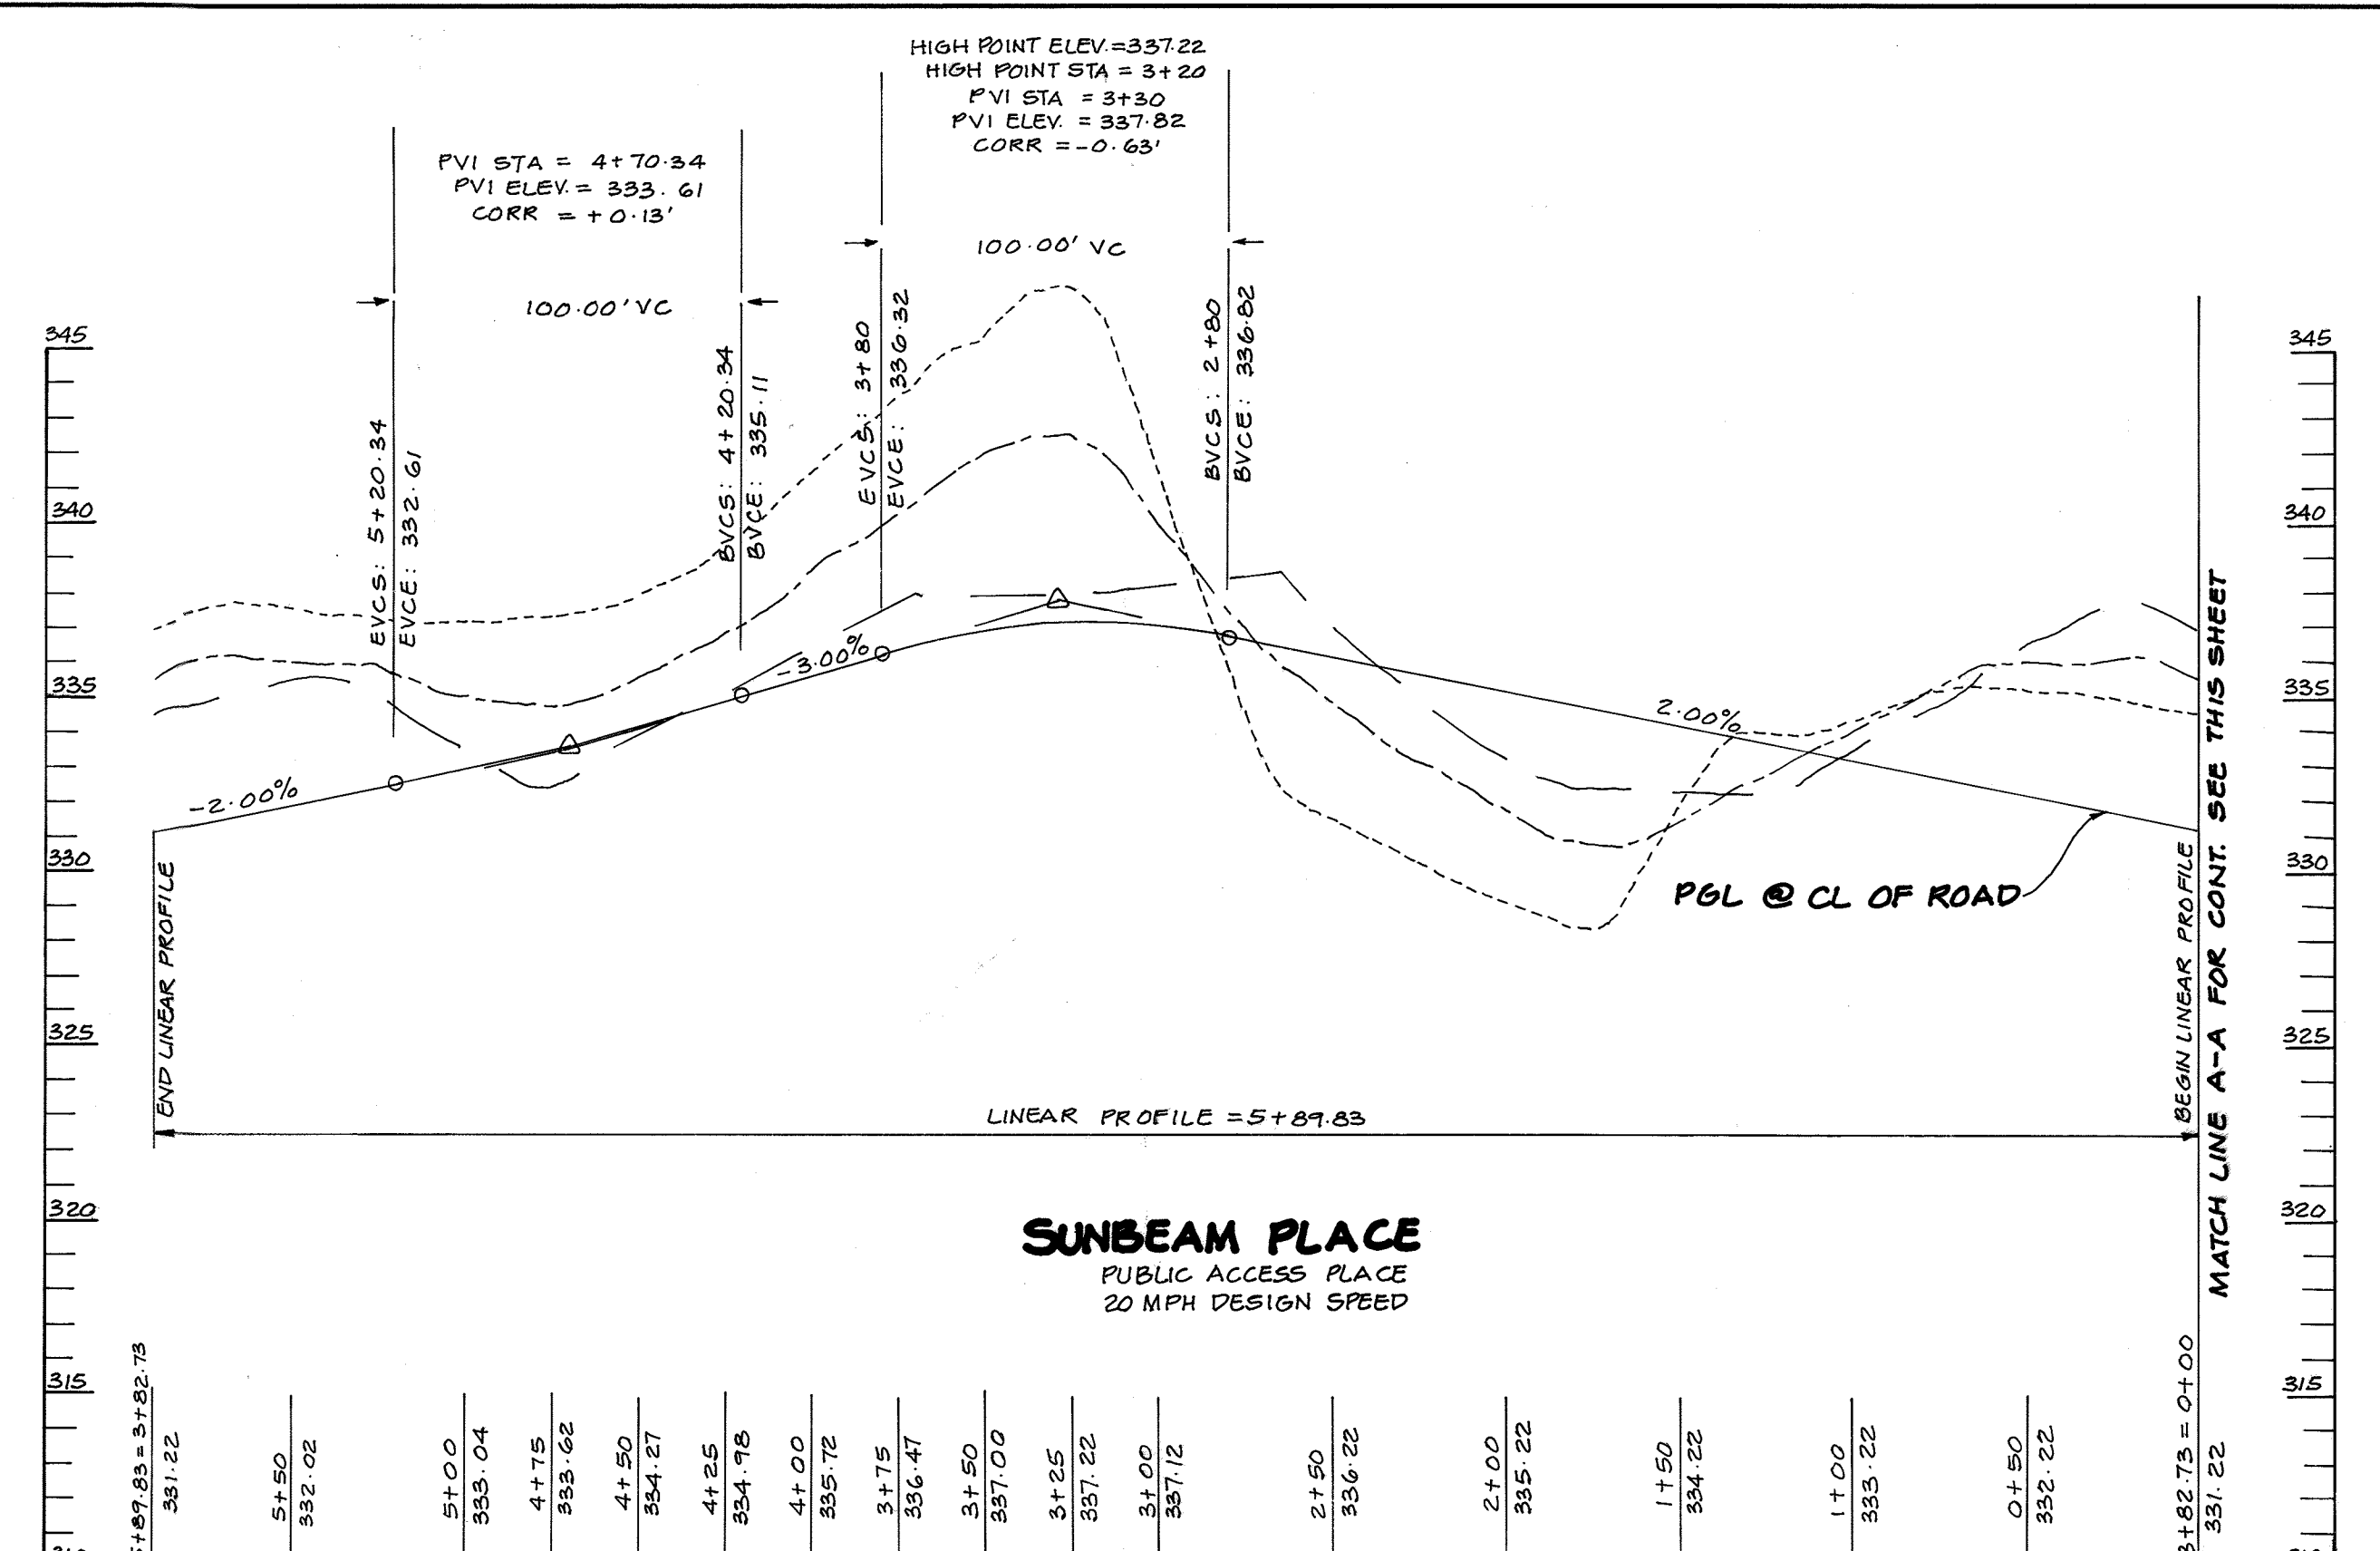 HIGH POINT ELEV.=337.22
HIGH POINT STA = 3+20
PVI STA = 3+30
PVI ELEV. = 337.82
CORR = -0.63'
PVI STA = 4+70.34
PVI ELEV. = 333.61
CORR = +0.13'
100.00' VC
100.00' VC
EVCS: 5+20.34
EVCE: 332.61
BVCS: 4+20.34
BVCE: 335.11
EVCS: 3+80
EVCE: 336.32
BVCS: 2+80
BVCE: 336.82
345
340
335
330
325
320
315
345
340
335
330
325
320
315
-2.00%
-3.00%
2.00%
PGL @ CL OF ROAD
END LINEAR PROFILE
BEGIN LINEAR PROFILE
MATCH LINE A-A FOR CONT. SEE THIS SHEET
LINEAR PROFILE = 5+89.83
SUNBEAM PLACE
PUBLIC ACCESS PLACE
20 MPH DESIGN SPEED
5+89.83 = 3+82.73
331.22
5+50
332.02
5+00
333.04
4+75
333.62
4+50
334.27
4+25
334.98
4+00
335.72
3+75
336.47
3+50
337.00
3+25
337.22
3+00
337.12
2+50
336.22
2+00
335.22
1+50
334.22
1+00
333.22
0+50
332.22
3+82.73 = 0+00
331.22